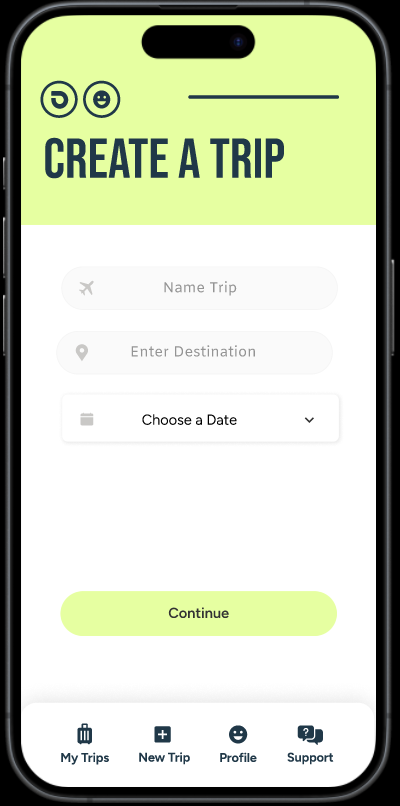 CREATE A TRIP
Name Trip
Enter Destination
Choose a Date
Continue
My Trips New Trip Profile Support